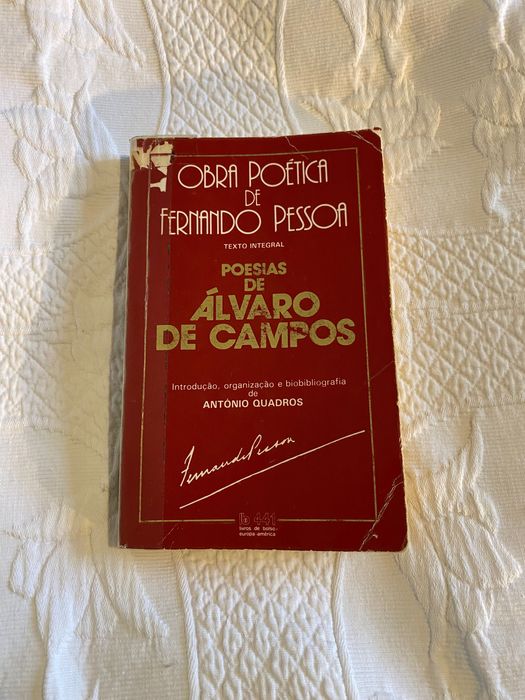 OBRA POÉTICA
DE
FERNANDO PESSOA
TEXTO INTEGRAL
POESIAS
DE
ÁLVARO
DE CAMPOS
Introdução, organização e biobibliografia
de
ANTÓNIO QUADROS
Fernando Pessoa
lb 441
livros de bolso
europa-américa